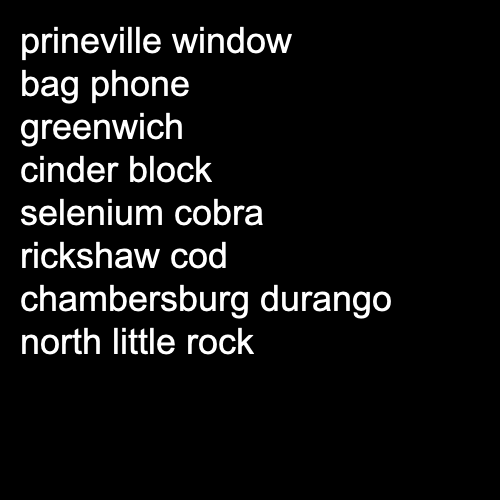 prineville window
bag phone
greenwich
cinder block
selenium cobra
rickshaw cod
chambersburg durango
north little rock